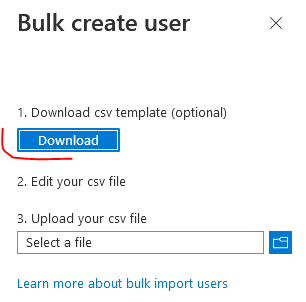 Bulk create user
1. Download csv template (optional)
Download
2. Edit your csv file
3. Upload your csv file
Select a file
Learn more about bulk import users